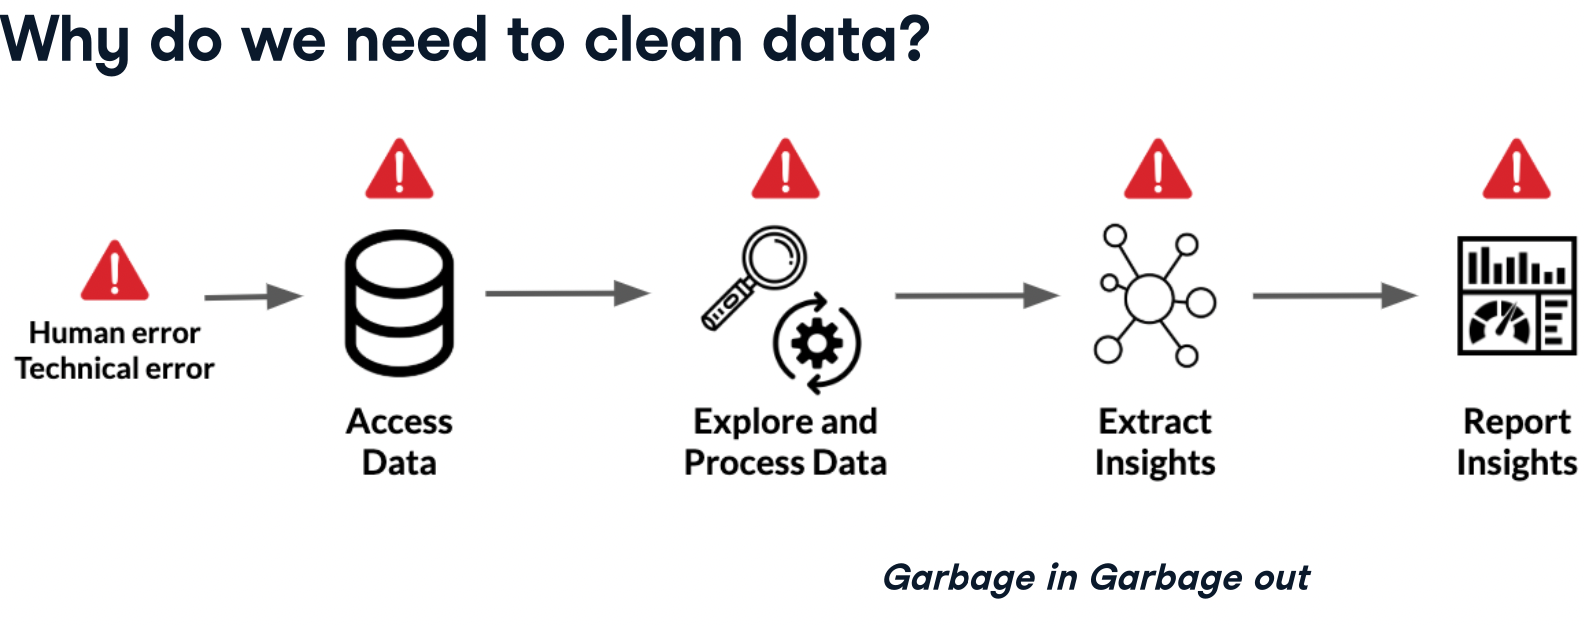 Why do we need to clean data?
Human error
Technical error
Access
Data
Explore and
Process Data
Extract
Insights
Report
Insights
Garbage in Garbage out